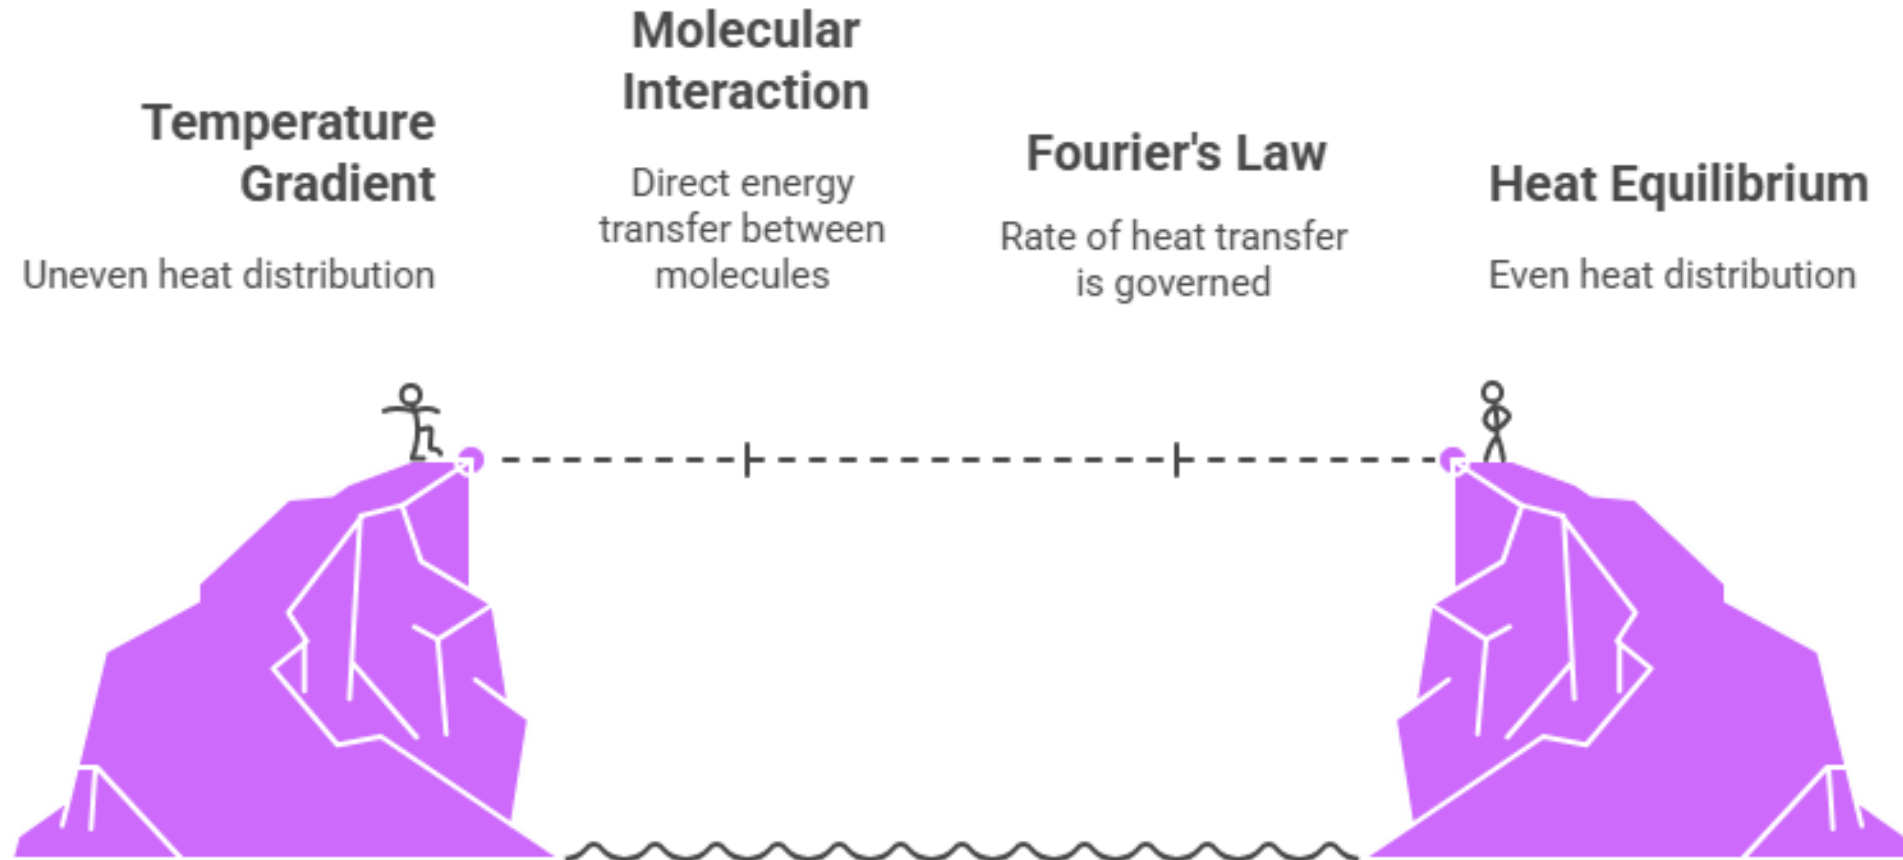 Temperature
Gradient
Uneven heat distribution
Molecular
Interaction
Direct energy
transfer between
molecules
Fourier's Law
Rate of heat transfer
is governed
Heat Equilibrium
Even heat distribution